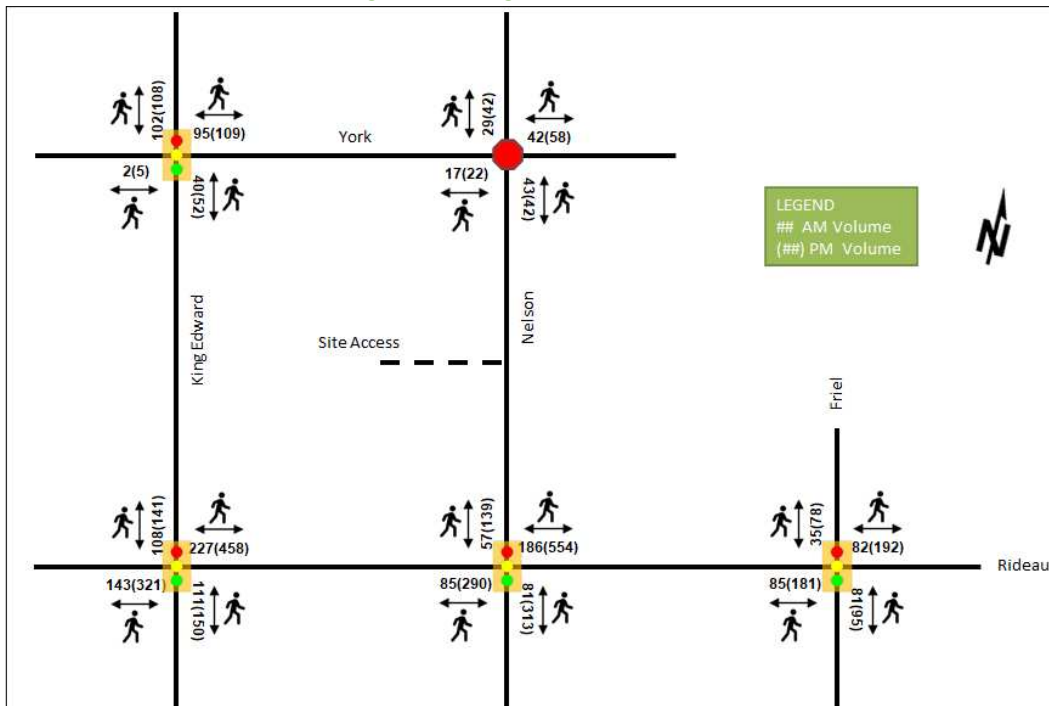 102(108)
95(109)
29(42)
42(58)
York
2(5)
40(25)
17(22)
43(42)
LEGEND
## AM Volume
(##) PM Volume
N
King Edward
Nelson
Site Access
Friel
108(141)
227(458)
57(139)
186(554)
35(78)
82(192)
Rideau
143(321)
111(150)
85(290)
81(313)
85(181)
81(95)